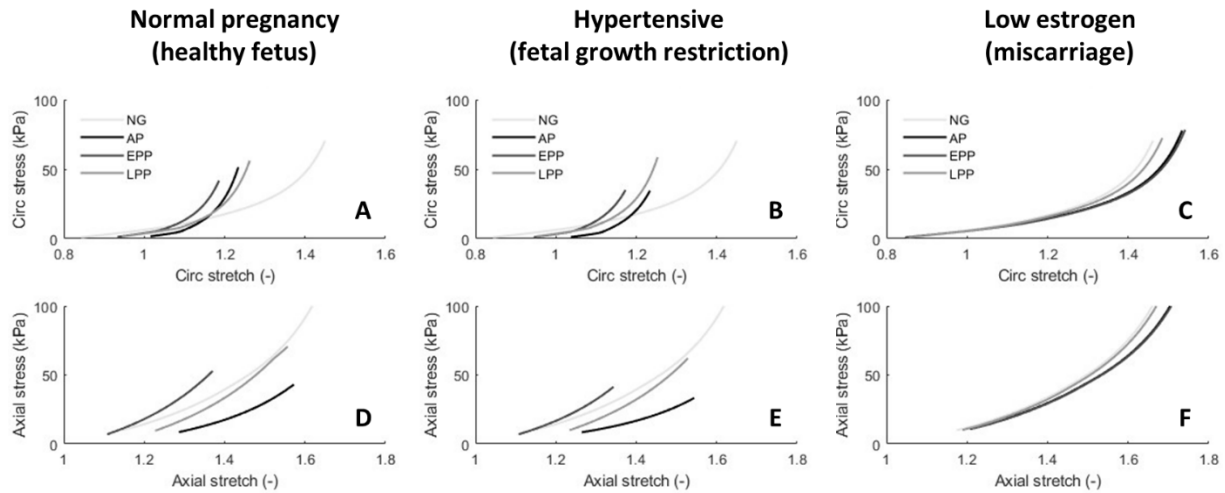 Normal pregnancy
(healthy fetus)
Hypertensive
(fetal growth restriction)
Low estrogen
(miscarriage)
Circ stress (kPa)
100
50
0
NG
AP
EPP
LPP
A
0.8 1 1.2 1.4 1.6
Circ stretch (-)
Circ stress (kPa)
100
50
0
NG
AP
EPP
LPP
B
0.8 1 1.2 1.4 1.6
Circ stretch (-)
Circ stress (kPa)
100
50
0
NG
AP
EPP
LPP
C
0.8 1 1.2 1.4 1.6
Circ stretch (-)
Axial stress (kPa)
100
50
0
D
1 1.2 1.4 1.6 1.8
Axial stretch (-)
Axial stress (kPa)
100
50
0
E
1 1.2 1.4 1.6 1.8
Axial stretch (-)
Axial stress (kPa)
100
50
0
F
1 1.2 1.4 1.6 1.8
Axial stretch (-)